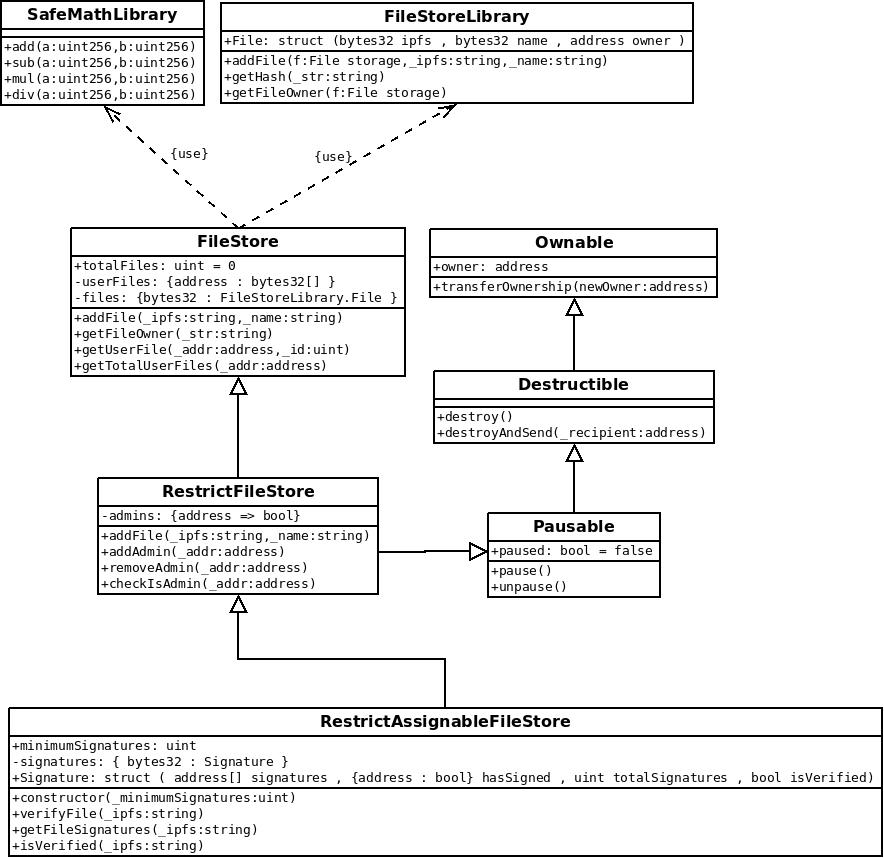 SafeMathLibrary
+add(a:uint256,b:uint256)
+sub(a:uint256,b:uint256)
+mul(a:uint256,b:uint256)
+div(a:uint256,b:uint256)
FileStoreLibrary
+File: struct (bytes32 ipfs , bytes32 name , address owner )
+addFile(f:File storage,_ipfs:string,_name:string)
+getHash(_str:string)
+getFileOwner(f:File storage)
{use}
{use}
FileStore
+totalFiles: uint = 0
-userFiles: {address : bytes32[] }
-files: {bytes32 : FileStoreLibrary.File }
+addFile(_ipfs:string,_name:string)
+getFileOwner(_str:string)
+getUserFile(_addr:address,_id:uint)
+getTotalUserFiles(_addr:address)
Ownable
+owner: address
+transferOwnership(newOwner:address)
Destructible
+destroy()
+destroyAndSend(_recipient:address)
RestrictFileStore
-admins: {address => bool}
+addFile(_ipfs:string,_name:string)
+addAdmin(_addr:address)
+removeAdmin(_addr:address)
+checkIsAdmin(_addr:address)
Pausable
+paused: bool = false
+pause()
+unpause()
RestrictAssignableFileStore
+minimumSignatures: uint
-signatures: { bytes32 : Signature }
+Signature: struct ( address[] signatures , {address : bool} hasSigned , uint totalSignatures , bool isVerified)
+constructor(_minimumSignatures:uint)
+verifyFile(_ipfs:string)
+getFileSignatures(_ipfs:string)
+isVerified(_ipfs:string)